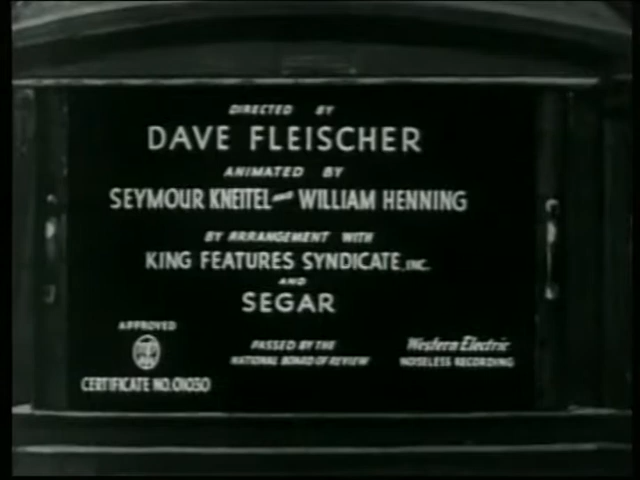 DIRECTED BY
DAVE FLEISCHER
ANIMATED BY
SEYMOUR KNEITEL and WILLIAM HENNING
BY ARRANGEMENT WITH
KING FEATURES SYNDICATE, INC.
AND
SEGAR
APPROVED
CERTIFICATE NO. 01030
PASSED BY THE
NATIONAL BOARD OF REVIEW
Western Electric
NOISELESS RECORDING